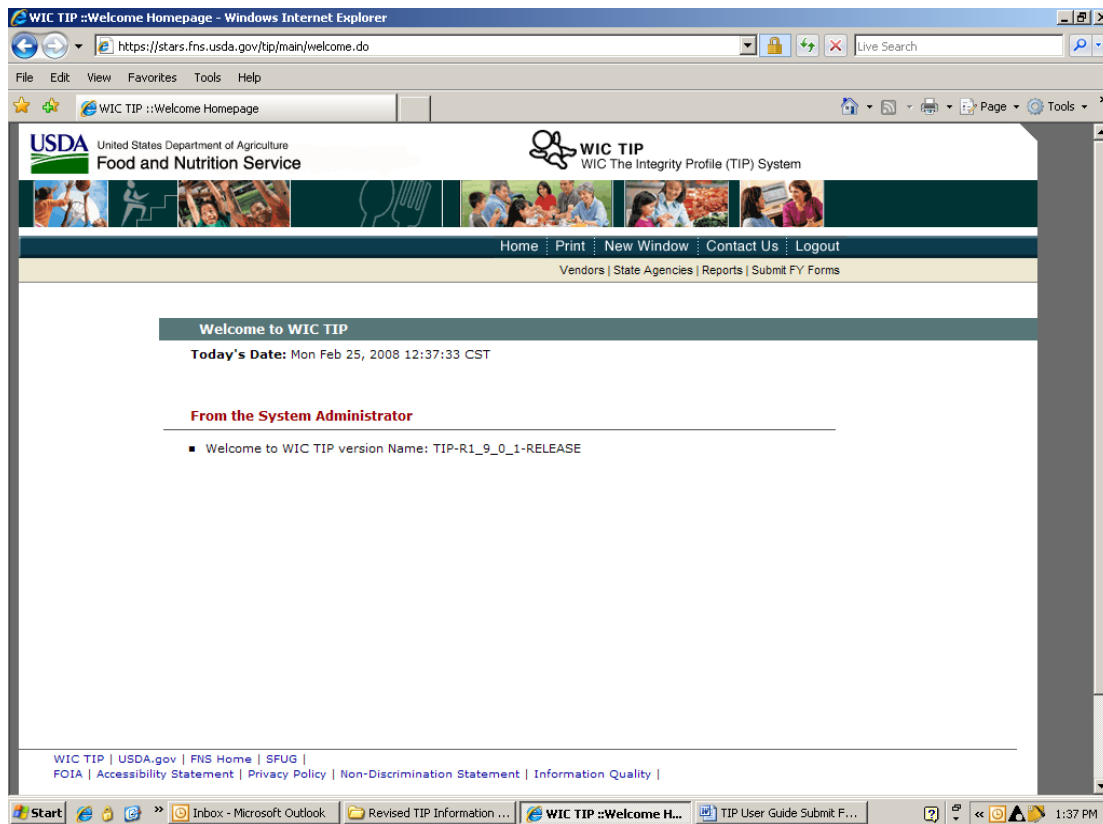 WIC TIP ::Welcome Homepage - Windows Internet Explorer
https://stars.fns.usda.gov/tip/main/welcome.do
Live Search
File Edit View Favorites Tools Help
WIC TIP ::Welcome Homepage
Page Tools
USDA United States Department of Agriculture
Food and Nutrition Service
WIC TIP
WIC The Integrity Profile (TIP) System
Home Print New Window Contact Us Logout
Vendors | State Agencies | Reports | Submit FY Forms
Welcome to WIC TIP
Today's Date: Mon Feb 25, 2008 12:37:33 CST
From the System Administrator
Welcome to WIC TIP version Name: TIP-R1_9_0_1-RELEASE
WIC TIP | USDA.gov | FNS Home | SFUG |
FOIA | Accessibility Statement | Privacy Policy | Non-Discrimination Statement | Information Quality |
Start » Inbox - Microsoft Outlook Revised TIP Information ... WIC TIP ::Welcome H... TIP User Guide Submit F... « 1:37 PM